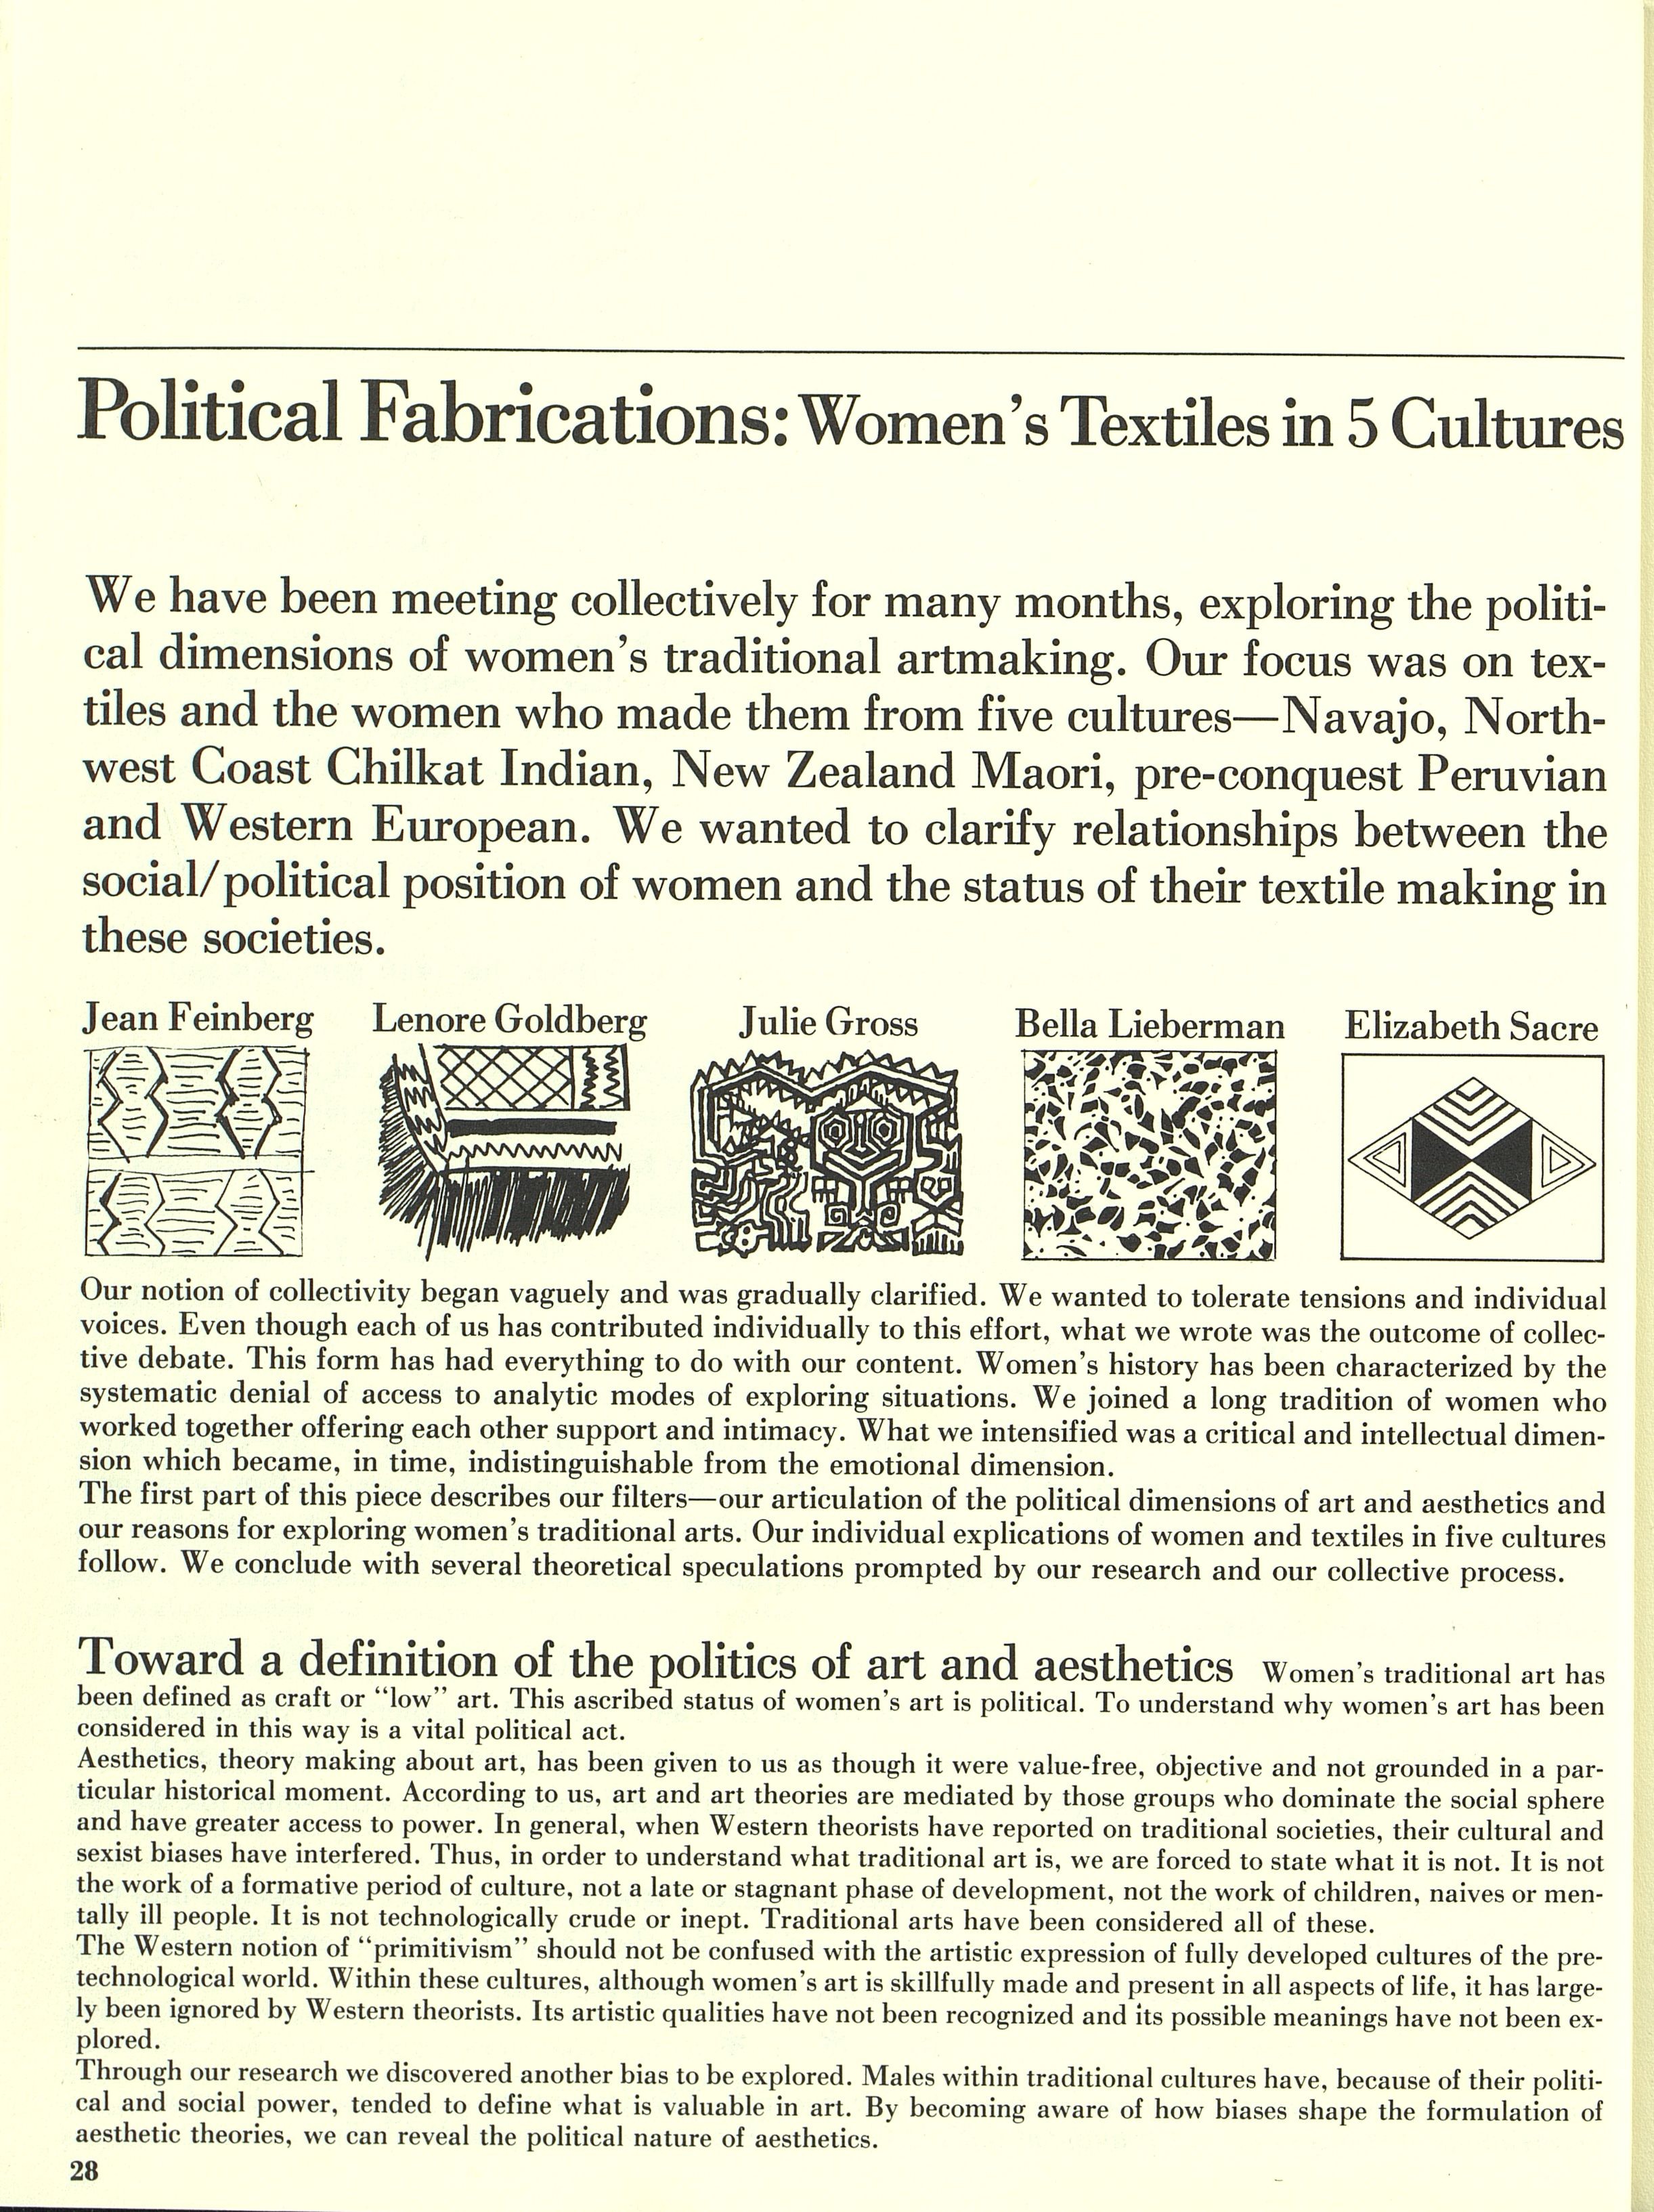 Political Fabrications: Women's Textiles in 5 Cultures
We have been meeting collectively for many months, exploring the politi-
cal dimensions of women's traditional artmaking. Our focus was on tex-
tiles and the women who made them from five cultures—Navajo, North-
west Coast Chilkat Indian, New Zealand Maori, pre-conquest Peruvian
and Western European. We wanted to clarify relationships between the
social/political position of women and the status of their textile making in
these societies.
Jean Feinberg Lenore Goldberg Julie Gross Bella Lieberman Elizabeth Sacre
Our notion of collectivity began vaguely and was gradually clarified. We wanted to tolerate tensions and individual
voices. Even though each of us has contributed individually to this effort, what we wrote was the outcome of collec-
tive debate. This form has had everything to do with our content. Women's history has been characterized by the
systematic denial of access to analytic modes of exploring situations. We joined a long tradition of women who
worked together offering each other support and intimacy. What we intensified was a critical and intellectual dimen-
sion which became, in time, indistinguishable from the emotional dimension.
The first part of this piece describes our filters—our articulation of the political dimensions of art and aesthetics and
our reasons for exploring women's traditional arts. Our individual explications of women and textiles in five cultures
follow. We conclude with several theoretical speculations prompted by our research and our collective process.
Toward a definition of the politics of art and aesthetics Women's traditional art has
been defined as craft or "low" art. This ascribed status of women's art is political. To understand why women's art has been
considered in this way is a vital political act.
Aesthetics, theory making about art, has been given to us as though it were value-free, objective and not grounded in a par-
ticular historical moment. According to us, art and art theories are mediated by those groups who dominate the social sphere
and have greater access to power. In general, when Western theorists have reported on traditional societies, their cultural and
sexist biases have interfered. Thus, in order to understand what traditional art is, we are forced to state what it is not. It is not
the work of a formative period of culture, not a late or stagnant phase of development, not the work of children, naives or men-
tally ill people. It is not technologically crude or inept. Traditional arts have been considered all of these.
The Western notion of "primitivism" should not be confused with the artistic expression of fully developed cultures of the pre-
technological world. Within these cultures, although women's art is skillfully made and present in all aspects of life, it has large-
ly been ignored by Western theorists. Its artistic qualities have not been recognized and its possible meanings have not been ex-
plored.
Through our research we discovered another bias to be explored. Males within traditional cultures have, because of their politi-
cal and social power, tended to define what is valuable in art. By becoming aware of how biases shape the formulation of
aesthetic theories, we can reveal the political nature of aesthetics.
28